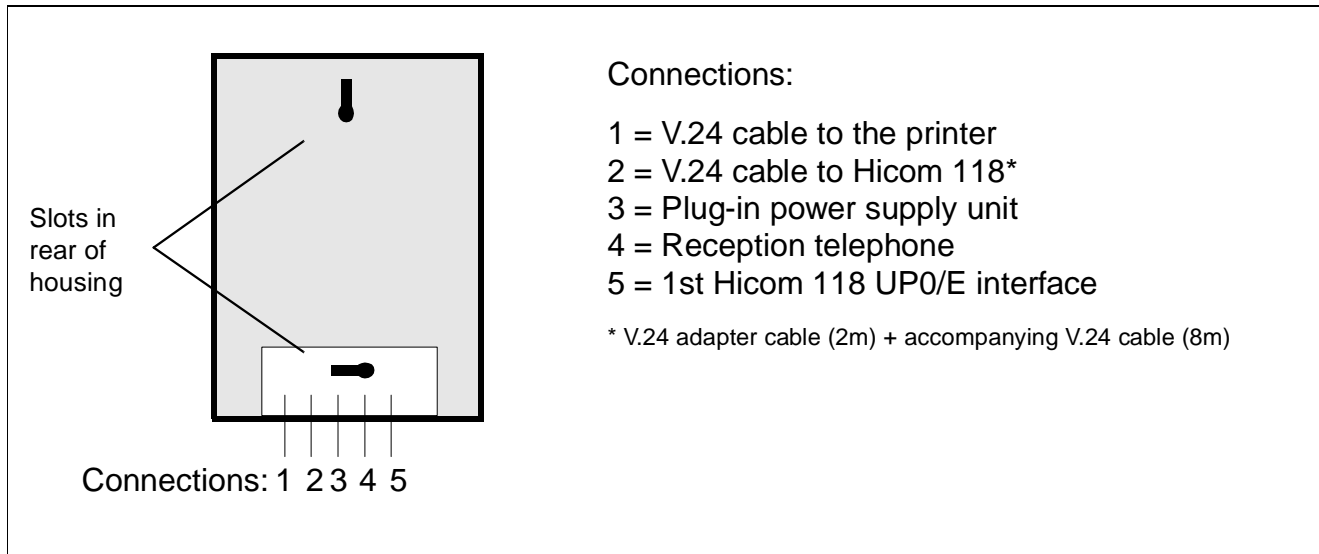 Slots in
rear of
housing
Connections: 1 2 3 4 5
Connections:
1 = V.24 cable to the printer
2 = V.24 cable to Hicom 118*
3 = Plug-in power supply unit
4 = Reception telephone
5 = 1st Hicom 118 UP0/E interface
* V.24 adapter cable (2m) + accompanying V.24 cable (8m)